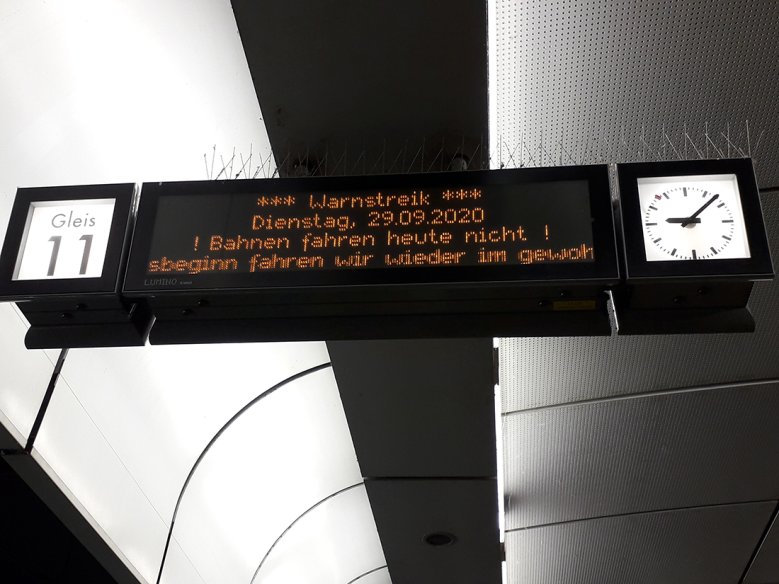 Gleis
11
*** Warnstreik ***
Dienstag, 29.09.2020
! Bahnen fahren heute nicht !
sbeginn fahren wir wieder im gewoh
LUMINO